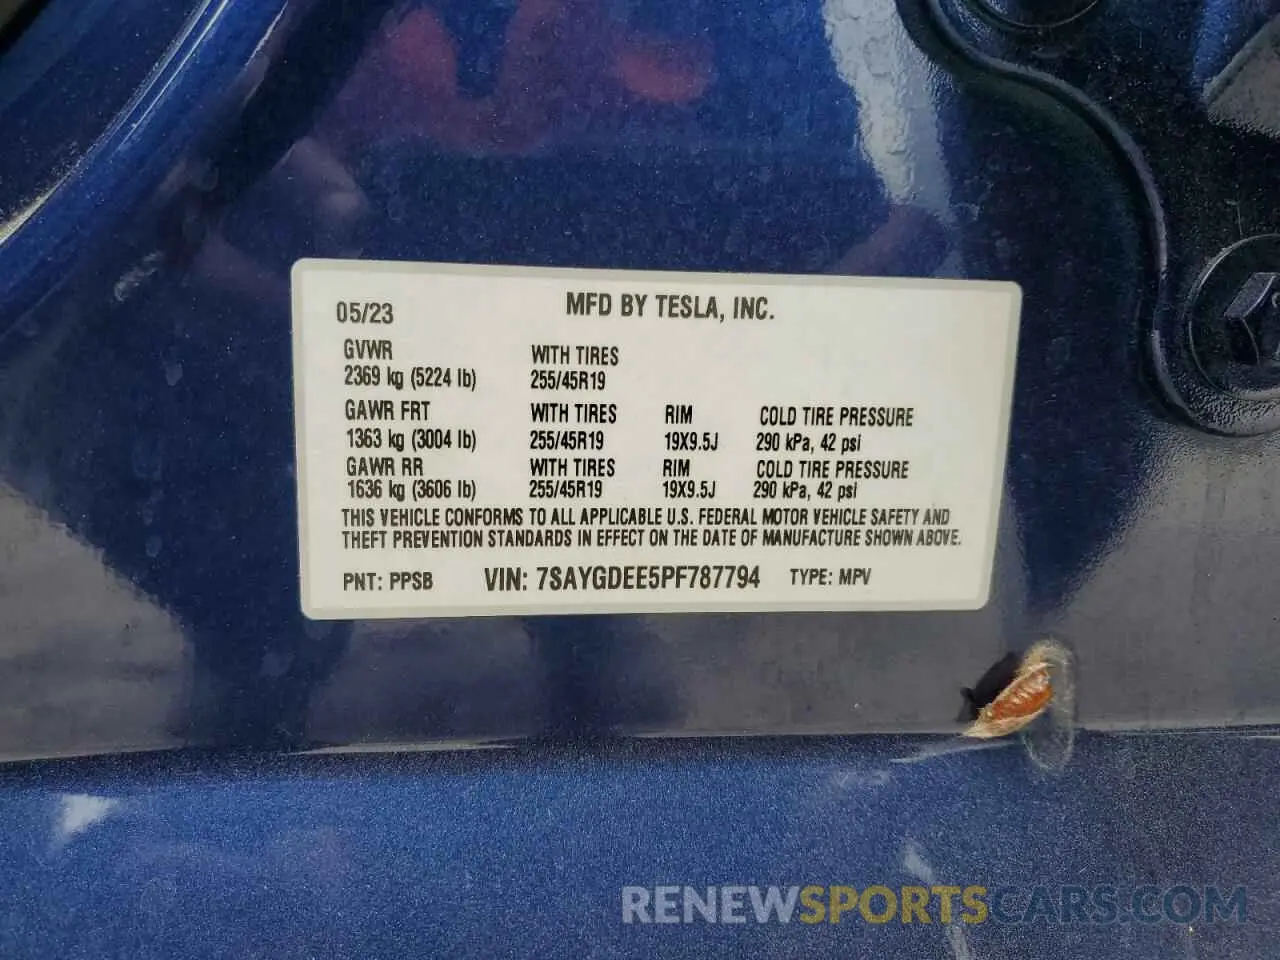 05/23 MFD BY TESLA, INC.
GVWR WITH TIRES
2369 kg (5224 lb) 255/45R19
GAWR FRT WITH TIRES RIM COLD TIRE PRESSURE
1363 kg (3004 lb) 255/45R19 19X9.5J 290 kPa, 42 psi
GAWR RR WITH TIRES RIM COLD TIRE PRESSURE
1636 kg (3606 lb) 255/45R19 19X9.5J 290 kPa, 42 psi
THIS VEHICLE CONFORMS TO ALL APPLICABLE U.S. FEDERAL MOTOR VEHICLE SAFETY AND
THEFT PREVENTION STANDARDS IN EFFECT ON THE DATE OF MANUFACTURE SHOWN ABOVE.
PNT: PPSB VIN: 7SAYGDEE5PF787794 TYPE: MPV
RENEWSPORTSCARS.COM